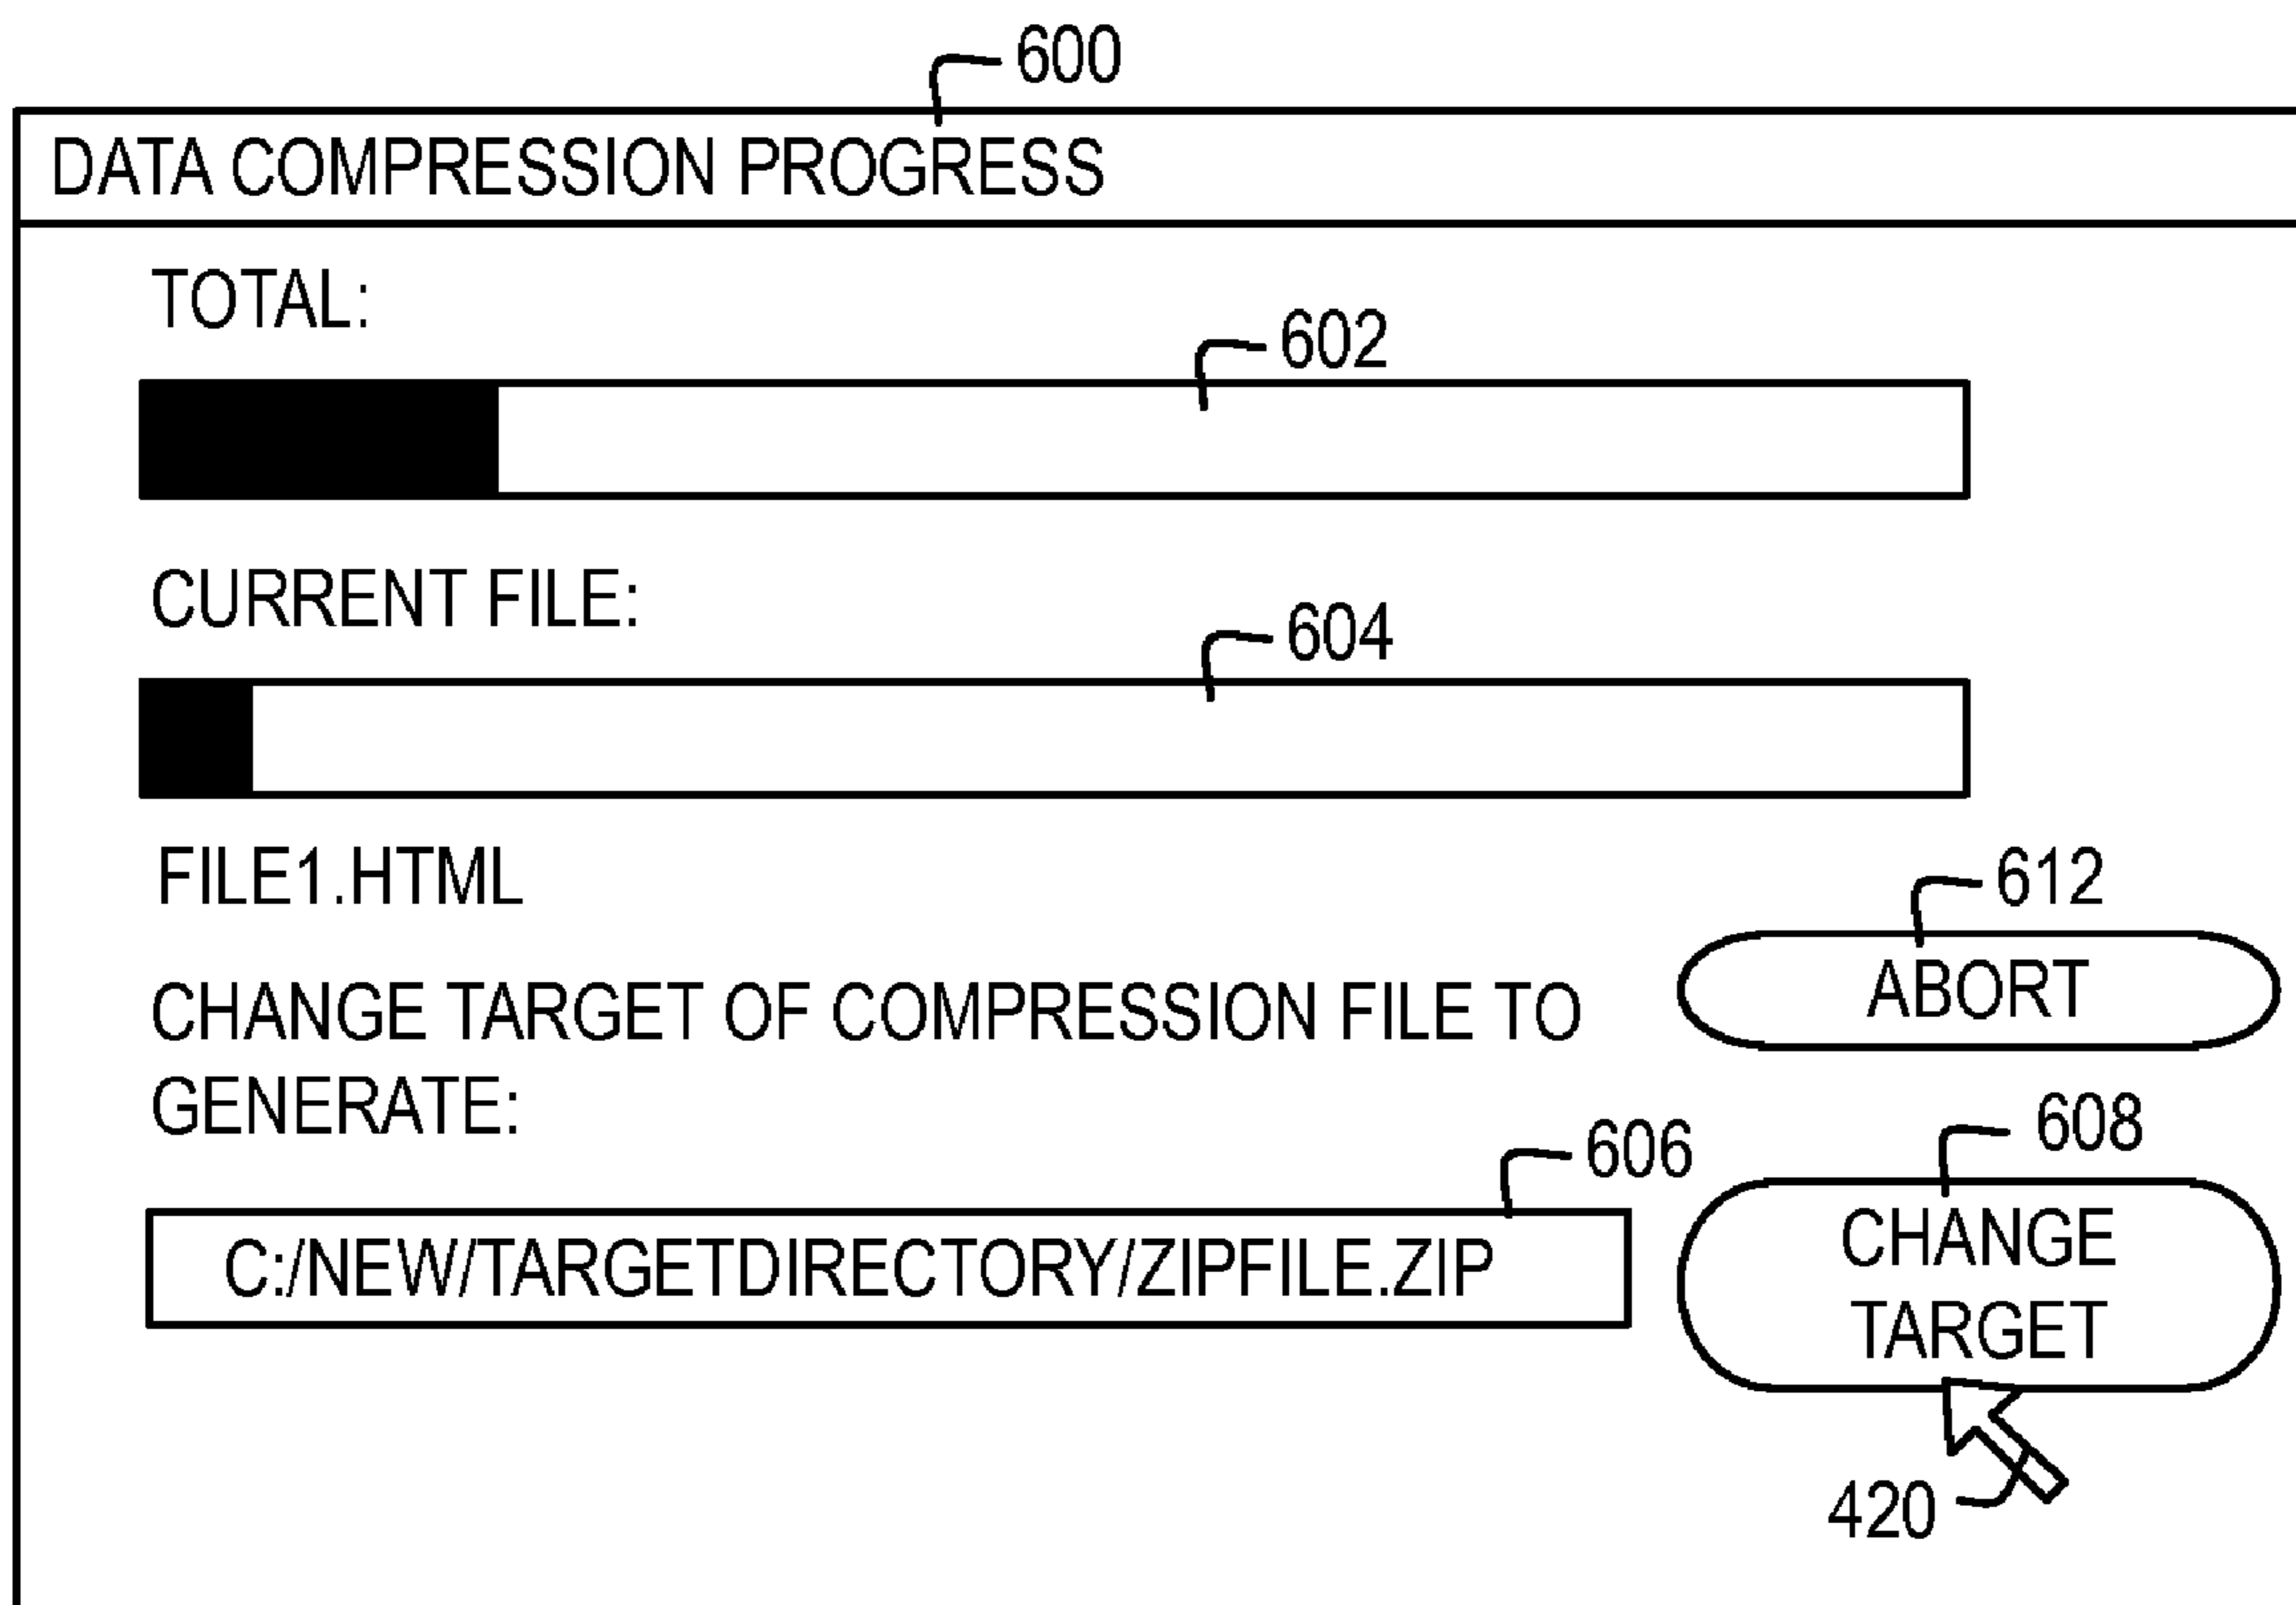 600
DATA COMPRESSION PROGRESS
TOTAL:
602
CURRENT FILE:
604
FILE1.HTML
612
ABORT
CHANGE TARGET OF COMPRESSION FILE TO
GENERATE:
608
606
CHANGE
TARGET
C:/NEW/TARGETDIRECTORY/ZIPFILE.ZIP
420